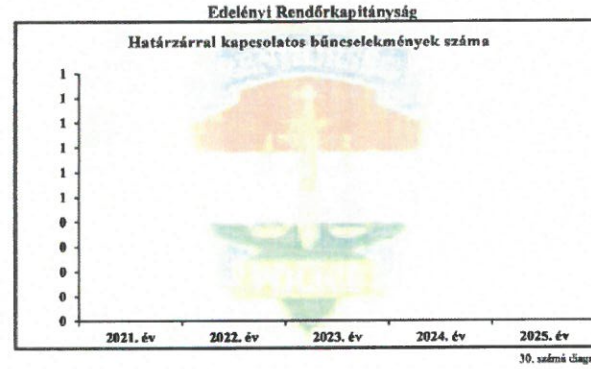 Edelényi Rendőrkapitányság
Határzárral kapcsolatos bűncselekmények száma
1
1
1
1
1
1
0
0
0
0
0
2021. év 2022. év 2023. év 2024. év 2025. év
30. számú